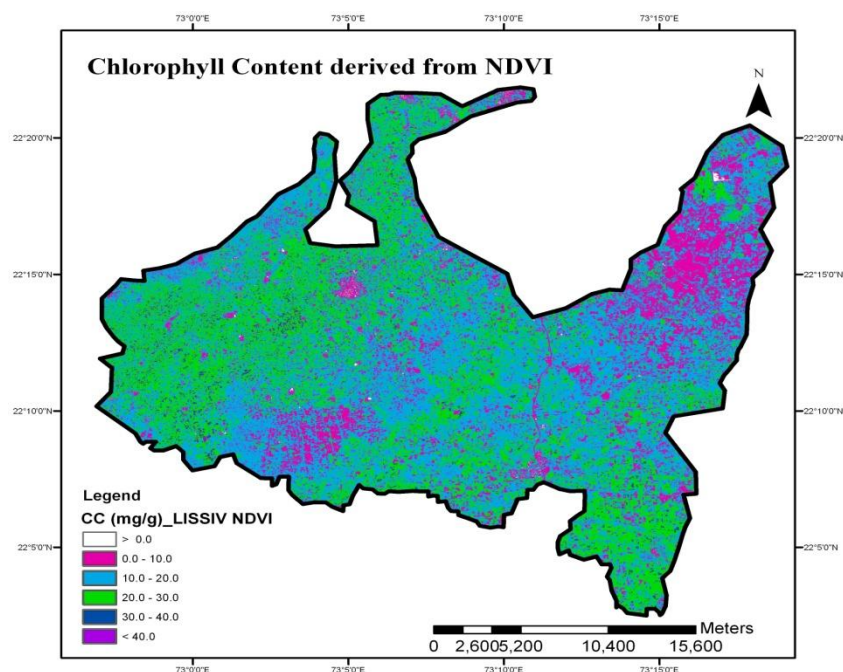 73°0'0"E 73°5'0"E 73°10'0"E 73°15'0"E
Chlorophyll Content derived from NDVI
N
22°20'0"N 22°20'0"N
22°15'0"N 22°15'0"N
22°10'0"N 22°10'0"N
Legend
CC (mg/g)_LISSIV NDVI
> 0.0
0.0 - 10.0
22°5'0"N 22°5'0"N
10.0 - 20.0
20.0 - 30.0
30.0 - 40.0
< 40.0
Meters
0 2,6005,200 10,400 15,600
73°0'0"E 73°5'0"E 73°10'0"E 73°15'0"E